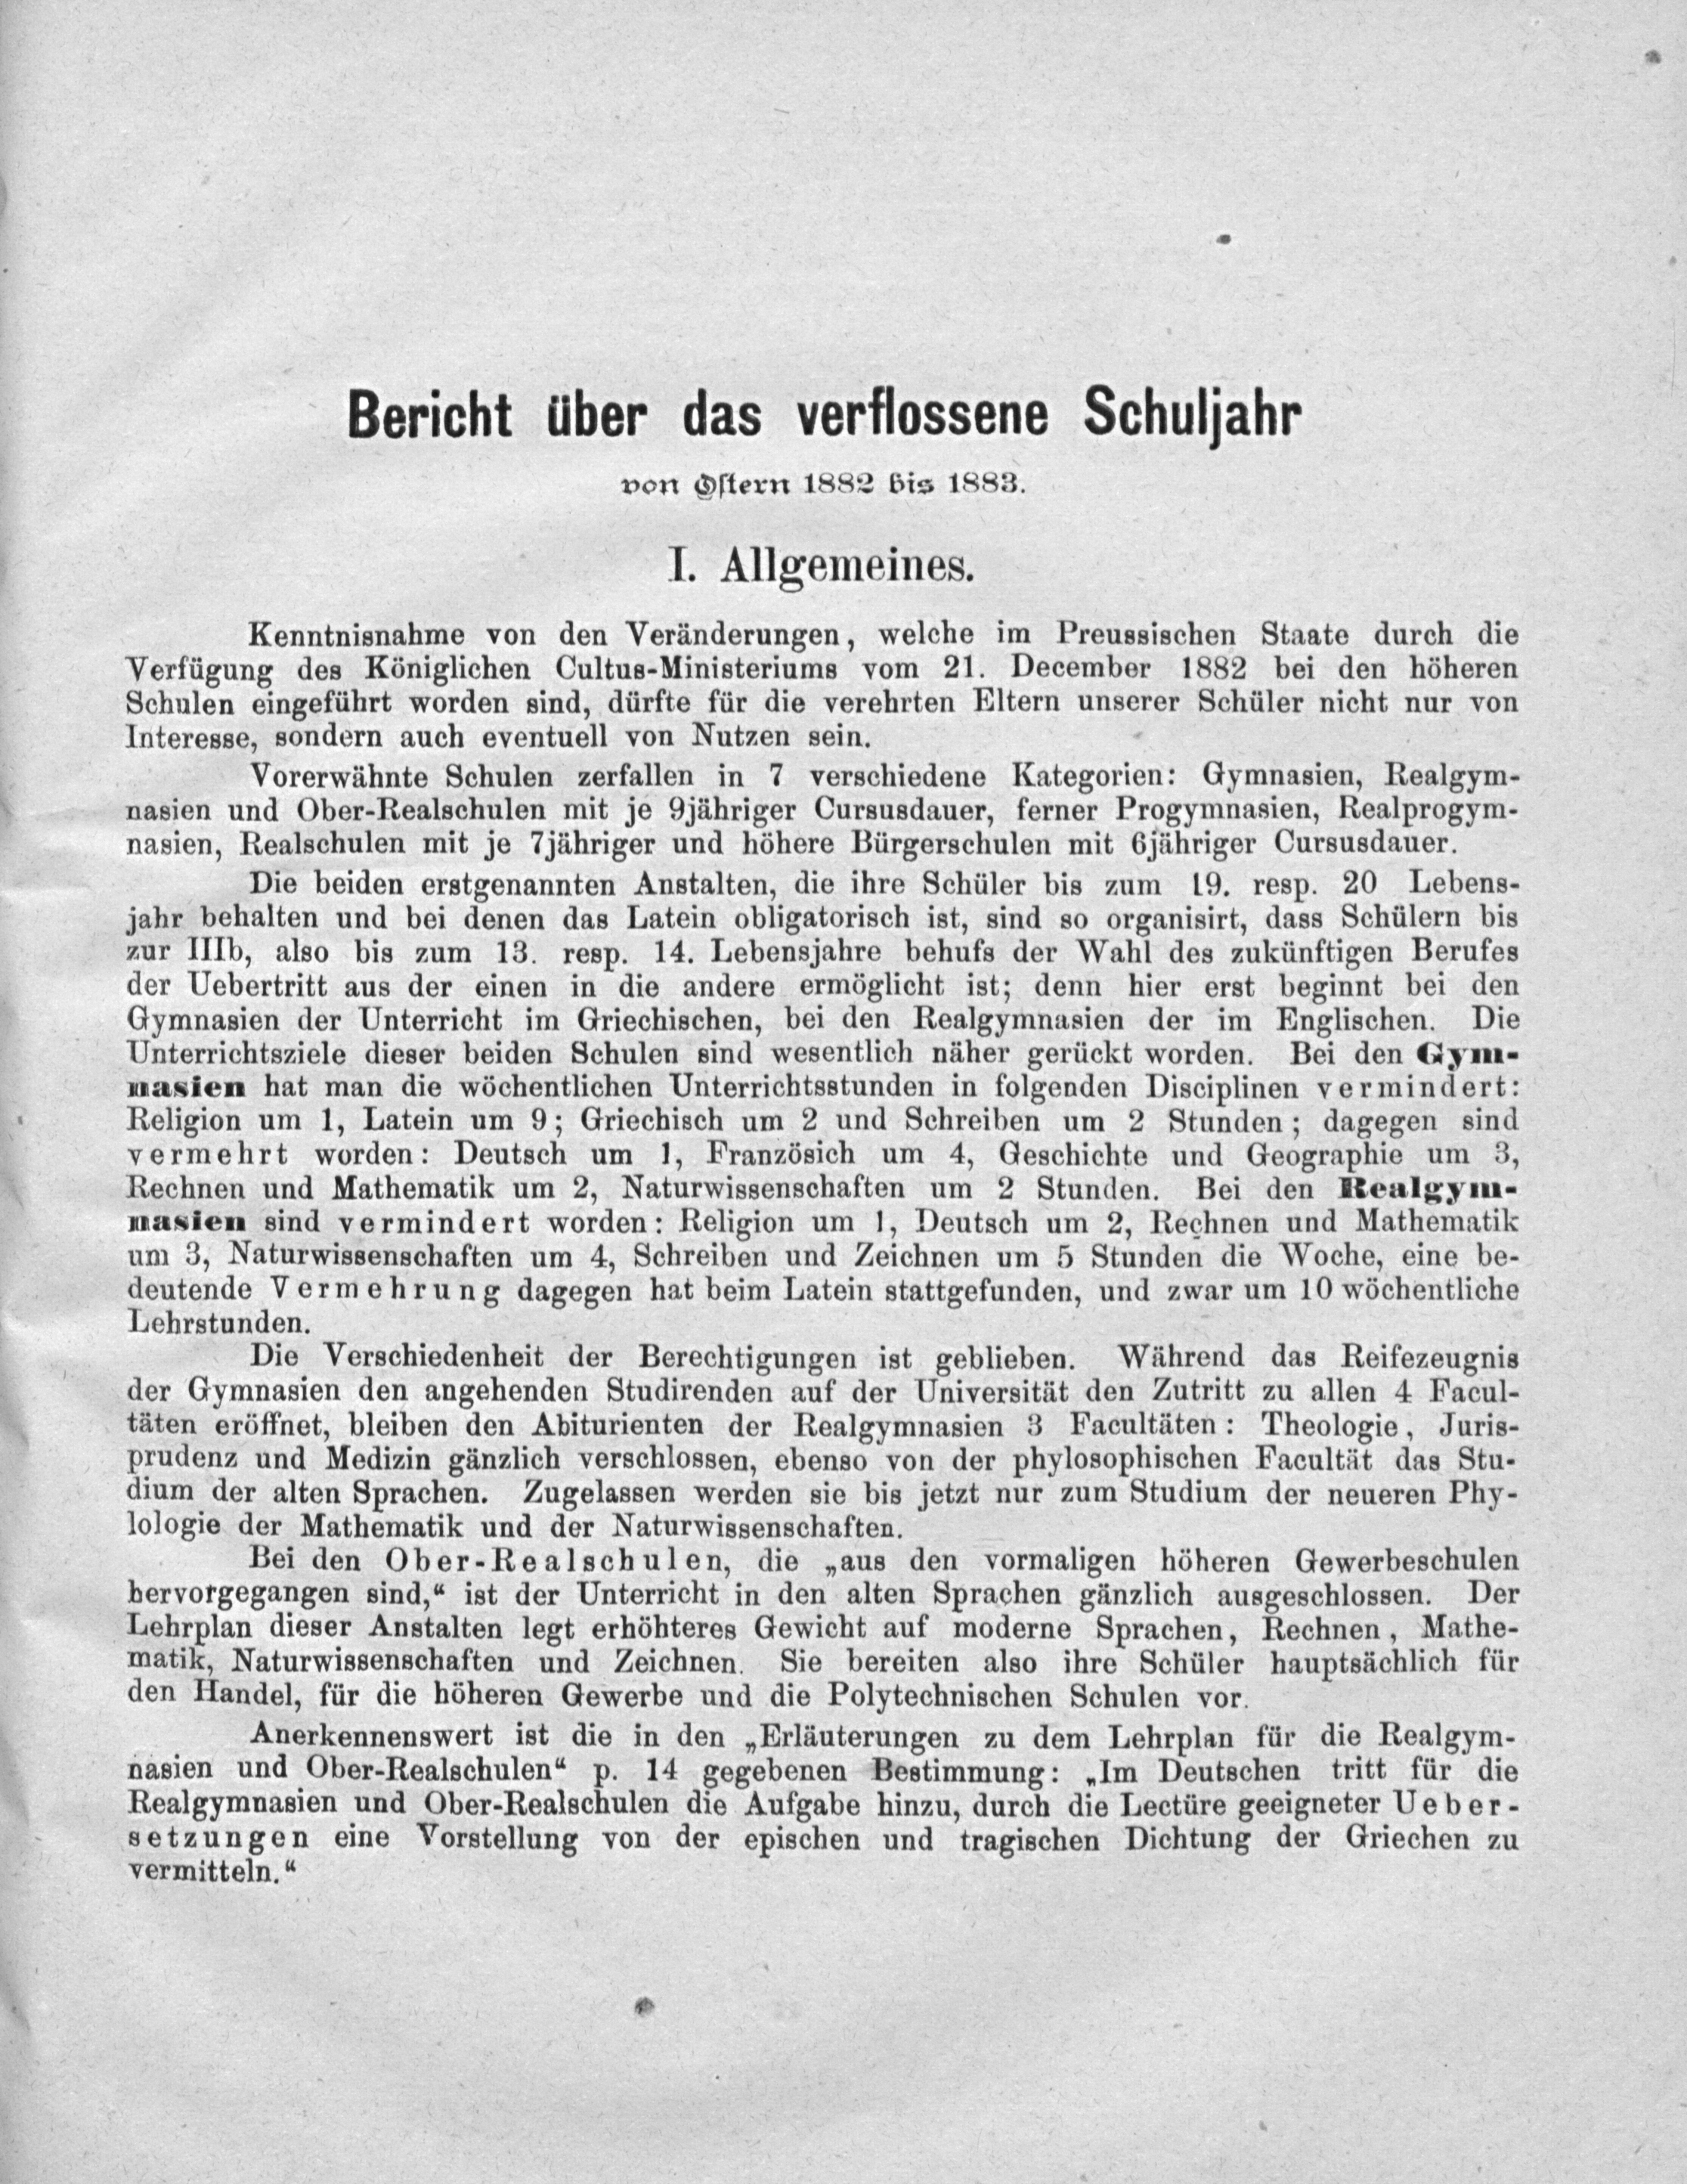 Bericht über das verflossene Schuljahr
von Ostern 1882 bis 1883.
I. Allgemeines.
Kenntnisnahme von den Veränderungen, welche im Preussischen Staate durch die
Verfügung des Königlichen Cultus-Ministeriums vom 21. December 1882 bei den höheren
Schulen eingeführt worden sind, dürfte für die verehrten Eltern unserer Schüler nicht nur von
Interesse, sondern auch eventuell von Nutzen sein.
Vorerwähnte Schulen zerfallen in 7 verschiedene Kategorien: Gymnasien, Realgym-
nasien und Ober-Realschulen mit je 9jähriger Cursusdauer, ferner Progymnasien, Realprogym-
nasien, Realschulen mit je 7jähriger und höhere Bürgerschulen mit 6jähriger Cursusdauer.
Die beiden erstgenannten Anstalten, die ihre Schüler bis zum 19. resp. 20 Lebens-
jahr behalten und bei denen das Latein obligatorisch ist, sind so organisirt, dass Schülern bis
zur IIIb, also bis zum 13. resp. 14. Lebensjahre behufs der Wahl des zukünftigen Berufes
der Uebertritt aus der einen in die andere ermöglicht ist; denn hier erst beginnt bei den
Gymnasien der Unterricht im Griechischen, bei den Realgymnasien der im Englischen. Die
Unterrichtsziele dieser beiden Schulen sind wesentlich näher gerückt worden. Bei den Gym-
nasien hat man die wöchentlichen Unterrichtsstunden in folgenden Disciplinen vermindert:
Religion um 1, Latein um 9; Griechisch um 2 und Schreiben um 2 Stunden; dagegen sind
vermehrt worden: Deutsch um 1, Französich um 4, Geschichte und Geographie um 3,
Rechnen und Mathematik um 2, Naturwissenschaften um 2 Stunden. Bei den Realgym-
nasien sind vermindert worden: Religion um 1, Deutsch um 2, Rechnen und Mathematik
um 3, Naturwissenschaften um 4, Schreiben und Zeichnen um 5 Stunden die Woche, eine be-
deutende Vermehrung dagegen hat beim Latein stattgefunden, und zwar um 10 wöchentliche
Lehrstunden.
Die Verschiedenheit der Berechtigungen ist geblieben. Während das Reifezeugnis
der Gymnasien den angehenden Studirenden auf der Universität den Zutritt zu allen 4 Facul-
täten eröffnet, bleiben den Abiturienten der Realgymnasien 3 Facultäten: Theologie, Juris-
prudenz und Medizin gänzlich verschlossen, ebenso von der phylosophischen Facultät das Stu-
dium der alten Sprachen. Zugelassen werden sie bis jetzt nur zum Studium der neueren Phy-
lologie der Mathematik und der Naturwissenschaften.
Bei den Ober-Realschulen, die „aus den vormaligen höheren Gewerbeschulen
hervorgegangen sind,“ ist der Unterricht in den alten Sprachen gänzlich ausgeschlossen. Der
Lehrplan dieser Anstalten legt erhöhteres Gewicht auf moderne Sprachen, Rechnen, Mathe-
matik, Naturwissenschaften und Zeichnen. Sie bereiten also ihre Schüler hauptsächlich für
den Handel, für die höheren Gewerbe und die Polytechnischen Schulen vor.
Anerkennenswert ist die in den „Erläuterungen zu dem Lehrplan für die Realgym-
nasien und Ober-Realschulen“ p. 14 gegebenen Bestimmung: „Im Deutschen tritt für die
Realgymnasien und Ober-Realschulen die Aufgabe hinzu, durch die Lectüre geeigneter Ueber-
setzungen eine Vorstellung von der epischen und tragischen Dichtung der Griechen zu
vermitteln.“